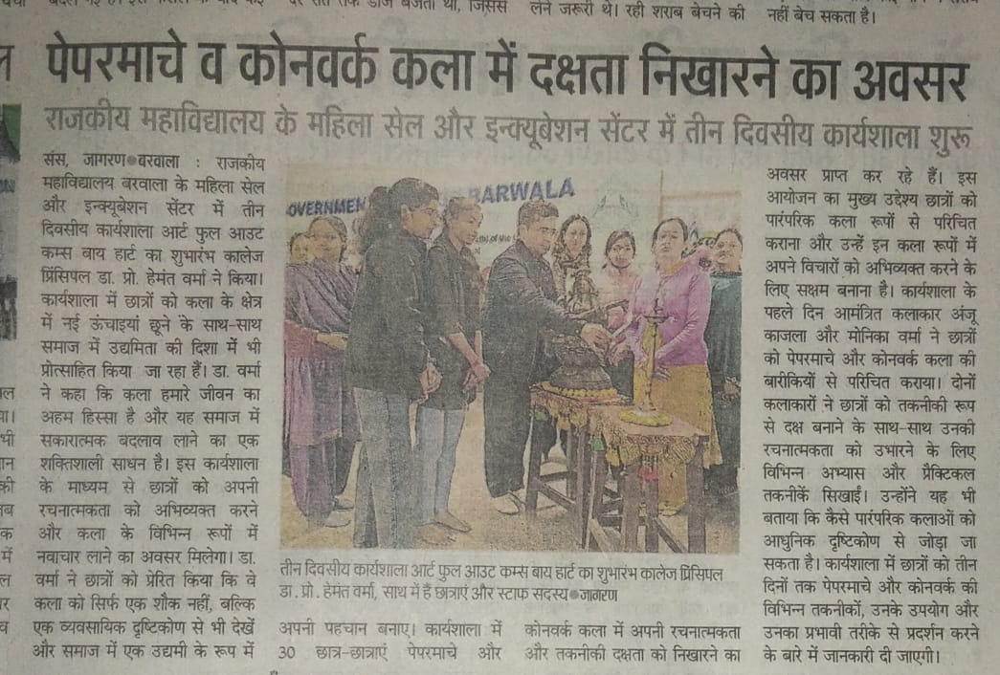 लेने जरूरी थे। रही शराब बेचने की
नहीं बेच सकता है।
पेपरमाचे व कोनवर्क कला में दक्षता निखारने का अवसर
राजकीय महाविद्यालय के महिला सेल और इन्क्यूबेशन सेंटर में तीन दिवसीय कार्यशाला शुरू
संस, जागरण●बरवाला : राजकीय
महाविद्यालय बरवाला के महिला सेल
और इन्क्यूबेशन सेंटर में तीन
दिवसीय कार्यशाला आर्ट फुल आउट
कम्स बाय हार्ट का शुभारंभ कालेज
प्रिंसिपल डा. प्रो. हेमंत वर्मा ने किया।
कार्यशाला में छात्रों को कला के क्षेत्र
में नई ऊंचाइयां छूने के साथ-साथ
समाज में उद्यमिता की दिशा में भी
प्रोत्साहित किया जा रहा हैं। डा. वर्मा
ने कहा कि कला हमारे जीवन का
अहम हिस्सा है और यह समाज में
सकारात्मक बदलाव लाने का एक
शक्तिशाली साधन है। इस कार्यशाला
के माध्यम से छात्रों को अपनी
रचनात्मकता को अभिव्यक्त करने
और कला के विभिन्न रूपों में
नवाचार लाने का अवसर मिलेगा। डा.
वर्मा ने छात्रों को प्रेरित किया कि वे
कला को सिर्फ एक शौक नहीं, बल्कि
एक व्यवसायिक दृष्टिकोण से भी देखें
और समाज में एक उद्यमी के रूप में
OVERNMEN BARWALA
तीन दिवसीय कार्यशाला आर्ट फुल आउट कम्स बाय हार्ट का शुभारंभ कालेज प्रिंसिपल
डा. प्रो. हेमंत वर्मा, साथ में हैं छात्राएं और स्टाफ सदस्य●जागरण
अपनी पहचान बनाए। कार्यशाला में
30 छात्र-छात्राएं पेपरमाचे और
कोनवर्क कला में अपनी रचनात्मकता
और तकनीकी दक्षता को निखारने का
अवसर प्राप्त कर रहे हैं। इस
आयोजन का मुख्य उद्देश्य छात्रों को
पारंपरिक कला रूपों से परिचित
कराना और उन्हें इन कला रूपों में
अपने विचारों को अभिव्यक्त करने के
लिए सक्षम बनाना है। कार्यशाला के
पहले दिन आमंत्रित कलाकार अंजू
काजला और मोनिका वर्मा ने छात्रों
को पेपरमाचे और कोनवर्क कला की
बारीकियों से परिचित कराया। दोनों
कलाकारों ने छात्रों को तकनीकी रूप
से दक्ष बनाने के साथ-साथ उनकी
रचनात्मकता को उभारने के लिए
विभिन्न अभ्यास और प्रैक्टिकल
तकनीकें सिखाईं। उन्होंने यह भी
बताया कि कैसे पारंपरिक कलाओं को
आधुनिक दृष्टिकोण से जोड़ा जा
सकता है। कार्यशाला में छात्रों को तीन
दिनों तक पेपरमाचे और कोनवर्क की
विभिन्न तकनीकों, उनके उपयोग और
उनका प्रभावी तरीके से प्रदर्शन करने
के बारे में जानकारी दी जाएगी।